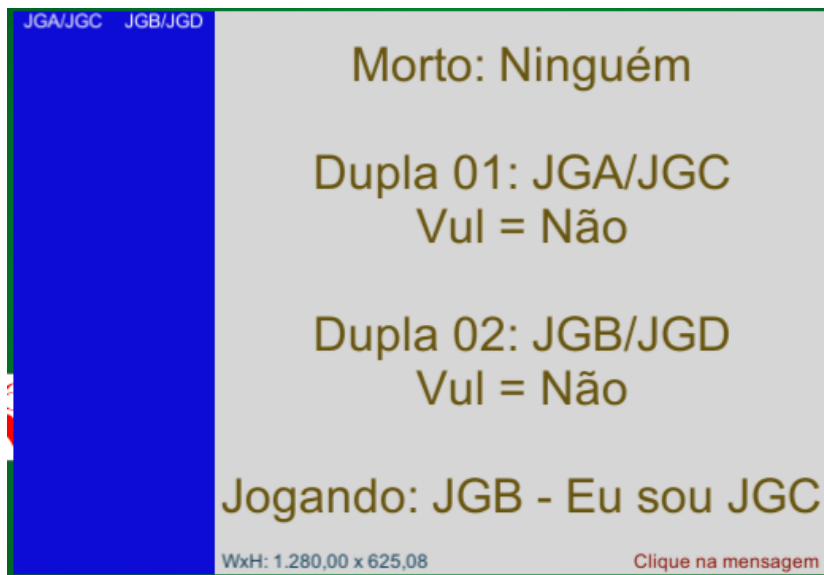 JGA/JGC JGB/JGD
Morto: Ninguém
Dupla 01: JGA/JGC
Vul = Não
Dupla 02: JGB/JGD
Vul = Não
Jogando: JGB - Eu sou JGC
WxH: 1.280,00 x 625,08 Clique na mensagem